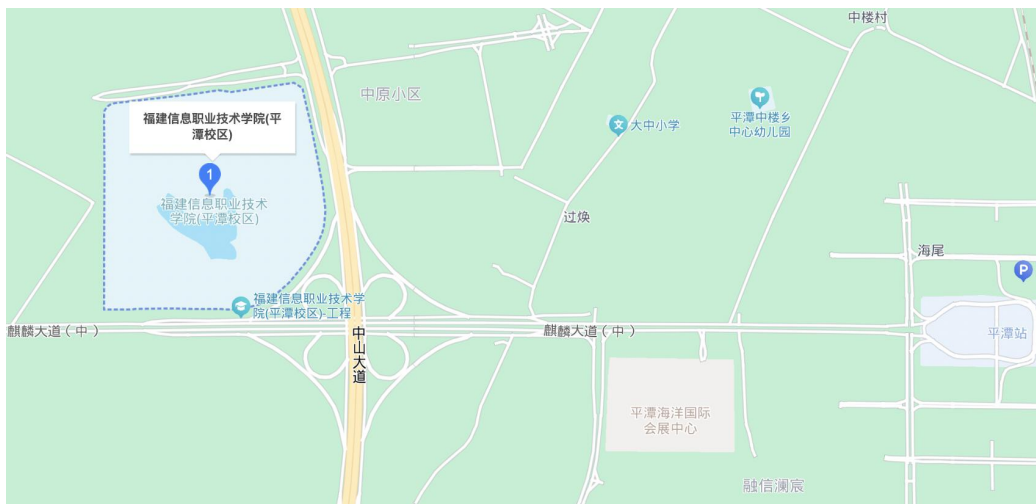 中楼村
中原小区
福建信息职业技术学院(平
潭校区)
大中小学
平潭中楼乡
中心幼儿园
1
福建信息职业技术
学院(平潭校区)
过焕
海尾
P
福建信息职业技术学
院(平潭校区)-工程
麒麟大道(中)
中山大道
麒麟大道(中)
平潭站
平潭海洋国际
会展中心
融信澜宸
文